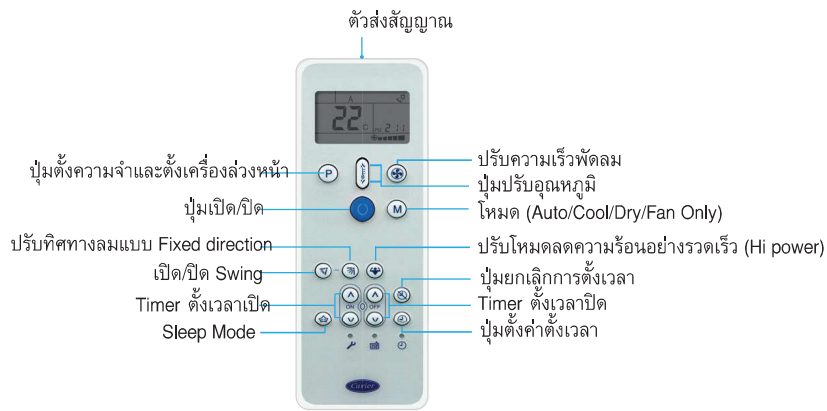 ตัวส่งสัญญาณ
A
22 C
211
ปุ่มตั้งความจำและตั้งเครื่องล่วงหน้า
P
ปรับความเร็วพัดลม
ปุ่มปรับอุณหภูมิ
ปุ่มเปิด/ปิด
M
โหมด (Auto/Cool/Dry/Fan Only)
ปรับทิศทางลมแบบ Fixed direction
ปรับโหมดลดความร้อนอย่างรวดเร็ว (Hi power)
เปิด/ปิด Swing
ปุ่มยกเลิกการตั้งเวลา
Timer ตั้งเวลาเปิด
ON
OFF
Timer ตั้งเวลาปิด
Sleep Mode
ปุ่มตั้งค่าตั้งเวลา
Carrier